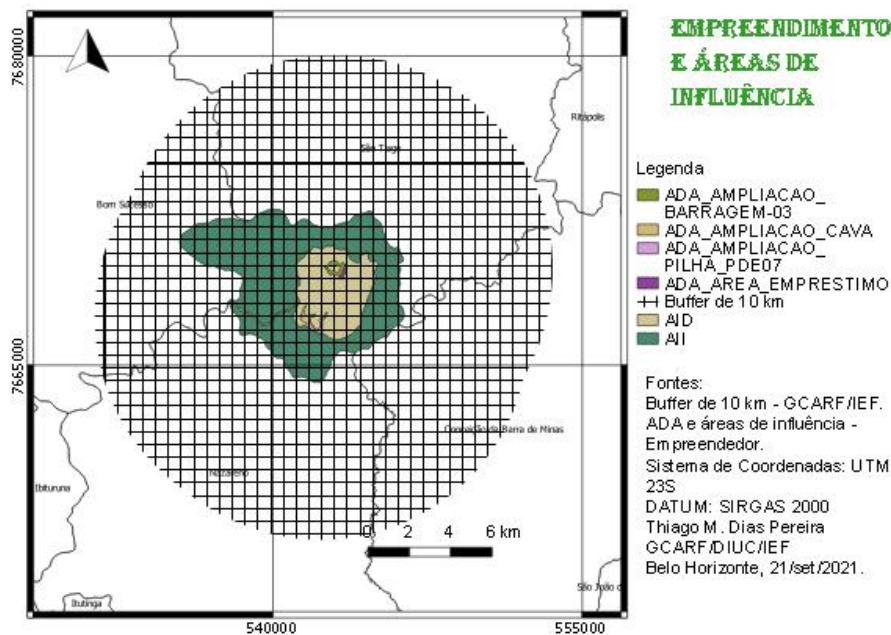 EMPREENDIMENTO
E ÁREAS DE
INFLUÊNCIA
7680000
7665000
Ritápolis
São Tiago
Bom Sucesso
Conceição da Barra de Minas
Nazareno
Ibituruna
Itutinga
São João d
0 2 4 6 km
540000
555000
Legenda
ADA_AMPLIACAO_
BARRAGEM-03
ADA_AMPLIACAO_CAVA
ADA_AMPLIACAO_
PILHA_PDE07
ADA_AREA_EMPRESTIMO
Buffer de 10 km
AID
AII
Fontes:
Buffer de 10 km - GCARF/IEF.
ADA e áreas de influência -
Empreendedor.
Sistema de Coordenadas: UTM
23S
DATUM: SIRGAS 2000
Thiago M. Dias Pereira
GCARF/DIUC/IEF
Belo Horizonte, 21/set/2021.